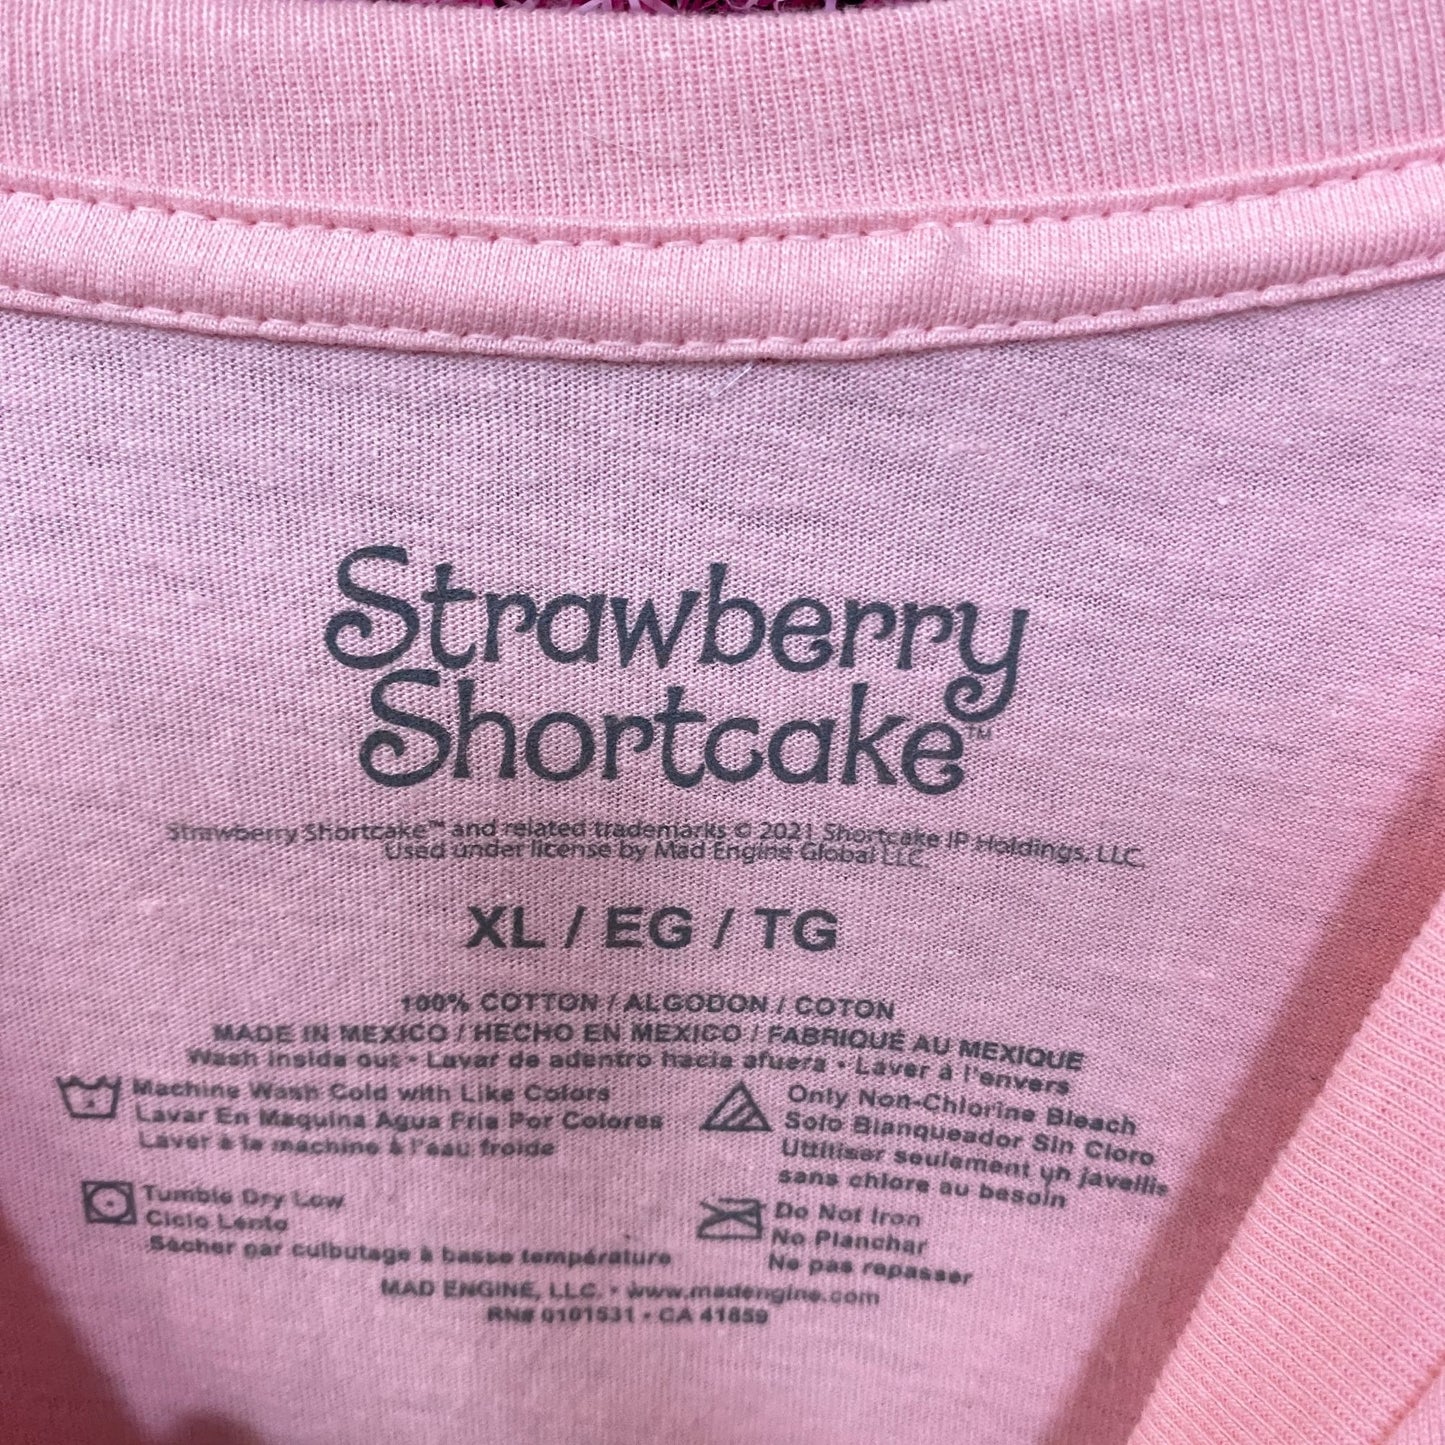 Strawberry
Shortcake™
Strawberry Shortcake™ and related trademarks © 2021 Shortcake IP Holdings, LLC.
Used under license by Mad Engine Global LLC.
XL / EG / TG
100% COTTON / ALGODON / COTON
MADE IN MEXICO / HECHO EN MEXICO / FABRIQUÉ AU MEXIQUE
Wash inside out • Lavar de adentro hacia afuera • Laver à l'envers
Machine Wash Cold with Like Colors
Lavar En Maquina Agua Fria Por Colores
Laver à la machine à l'eau froide
Only Non-Chlorine Bleach
Solo Blanqueador Sin Cloro
Uttitiser seulement un javellis
sans chlore au besoin
Tumble Dry Low
Ciclo Lento
Sécher par culbutage à basse température
Do Not Iron
No Planchar
Ne pas repasser
MAD ENGINE, LLC. • www.madengine.com
RN# 0101531 • CA 41859